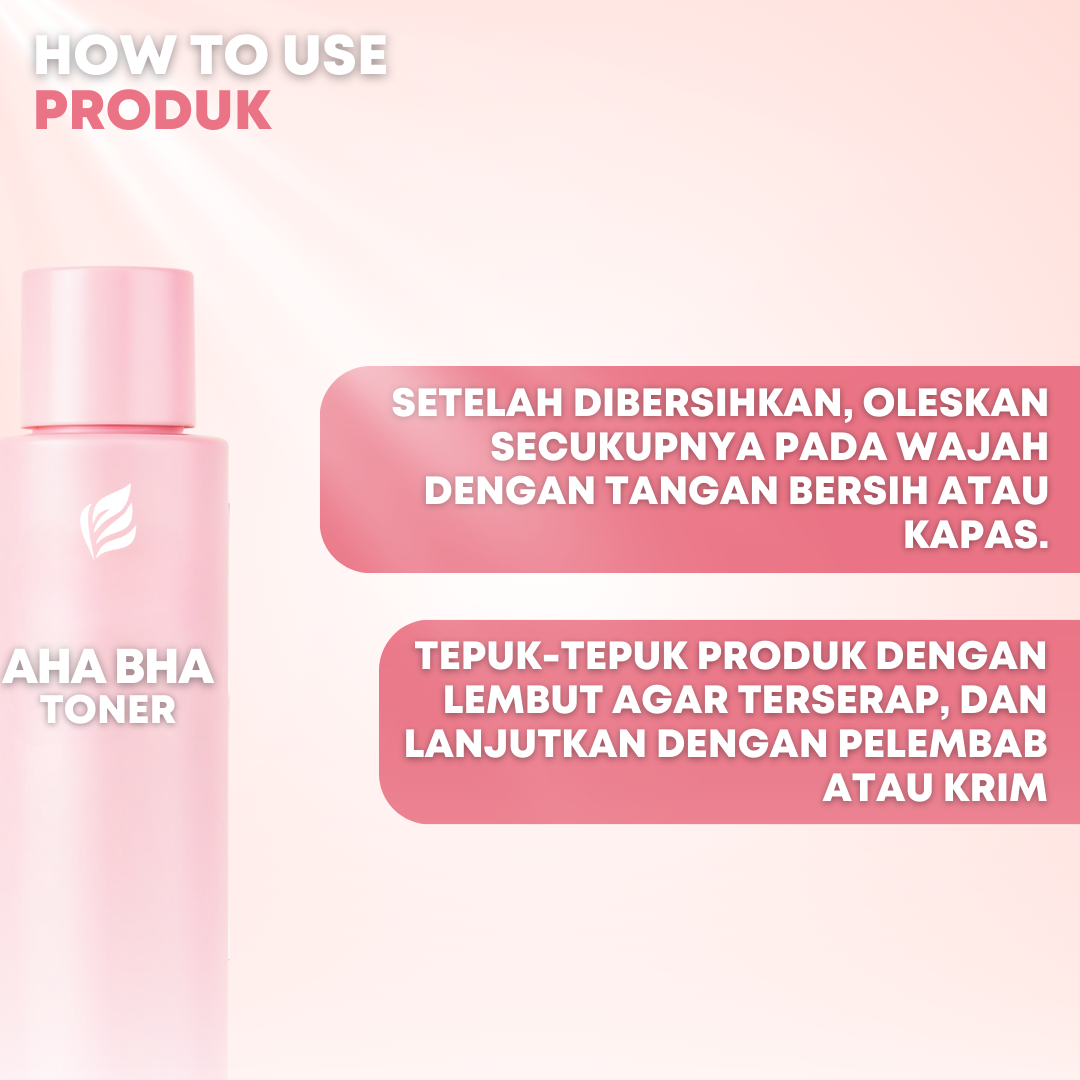 HOW TO USE
PRODUK
SETELAH DIBERSIHKAN, OLESKAN
SECUKUPNYA PADA WAJAH
DENGAN TANGAN BERSIH ATAU
KAPAS.
AHA BHA
TONER
TEPUK-TEPUK PRODUK DENGAN
LEMBUT AGAR TERSERAP, DAN
LANJUTKAN DENGAN PELEMBAB
ATAU KRIM